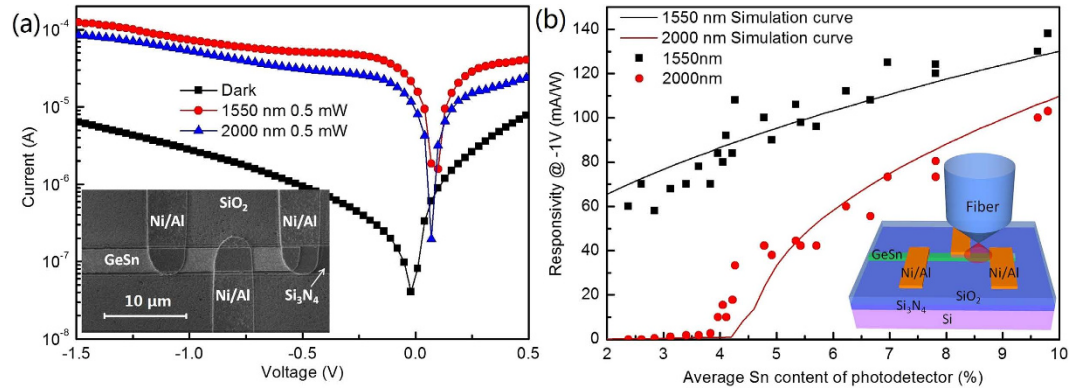 (a)
10⁻⁴
10⁻⁵
10⁻⁶
10⁻⁷
10⁻⁸
Current (A)
Dark
1550 nm 0.5 mW
2000 nm 0.5 mW
Ni/Al
SiO₂
Ni/Al
GeSn
Ni/Al
Si₃N₄
10 μm
-1.5
-1.0
-0.5
0.0
0.5
Voltage (V)
(b)
140
120
100
80
60
40
20
0
Responsivity @ -1V (mA/W)
1550 nm Simulation curve
2000 nm Simulation curve
1550nm
2000nm
Fiber
GeSn
Ni/Al
Ni/Al
SiO₂
Si₃N₄
Si
2
3
4
5
6
7
8
9
10
Average Sn content of photodetector (%)